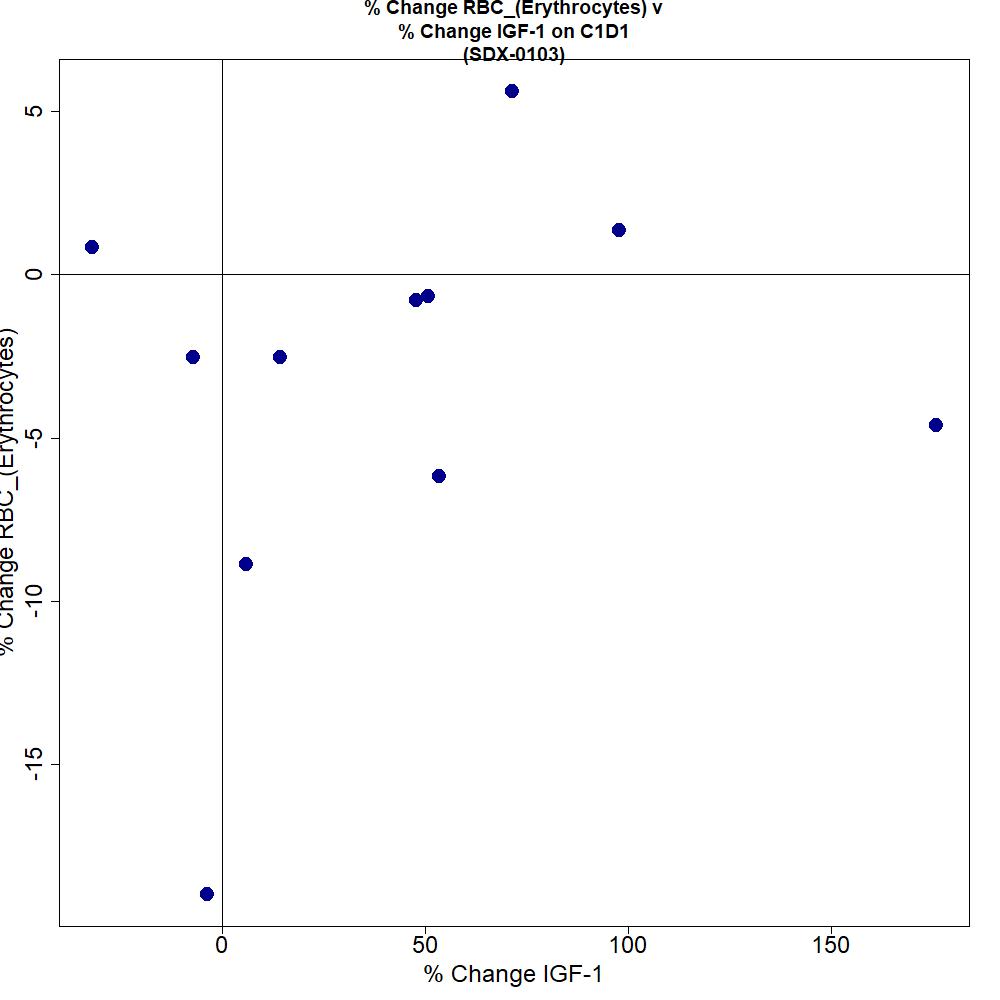 % Change RBC_(Erythrocytes) v
% Change IGF-1 on C1D1
(SDX-0103)
5
0
-5
-10
-15
% Change RBC_(Erythrocytes)
0
50
100
150
% Change IGF-1